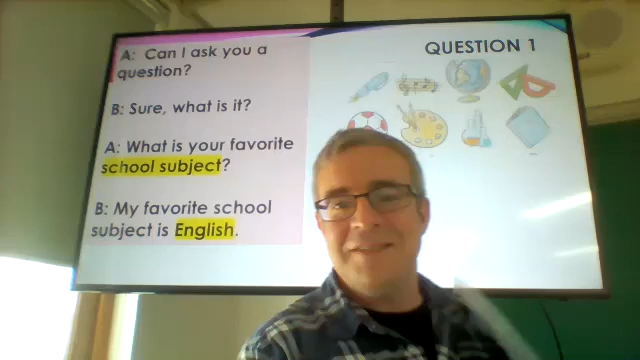 A: Can I ask you a
question?
B: Sure, what is it?
A: What is your favorite
school subject?
B: My favorite school
subject is English.
QUESTION 1